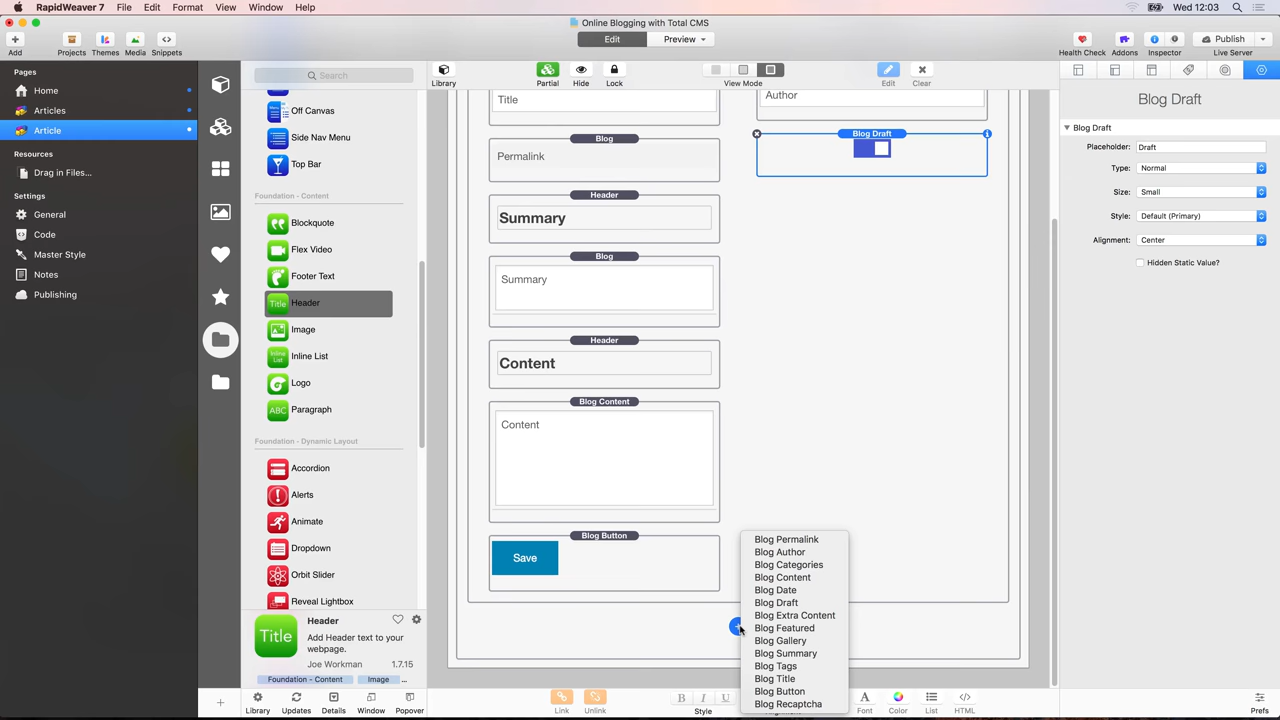 RapidWeaver 7 File Edit Format View Window Help
Wed 12:03
Online Blogging with Total CMS
Edit Preview
Add Projects Themes Media Snippets
Health Check Addons Inspector Publish Live Server
Pages
Home
Articles
Article
Resources
Drag in Files...
Settings
General
Code
Master Style
Notes
Publishing
Search
Off Canvas
Side Nav Menu
Top Bar
Foundation - Content
Blockquote
Flex Video
Footer Text
Title Header
Image
Inline List Inline List
Logo
ABC Paragraph
Foundation - Dynamic Layout
Accordion
Alerts
Animate
Dropdown
Orbit Slider
Reveal Lightbox
Title
Header
Add Header text to your
webpage.
Joe Workman 1.7.15
Foundation - Content Image ...
Library Updates Details Window Popover
Library Partial Hide Lock View Mode Edit Clear
Title
Blog
Permalink
Header
Summary
Blog
Summary
Header
Content
Blog Content
Content
Blog Button
Save
Author
Blog Draft
Blog Permalink
Blog Author
Blog Categories
Blog Content
Blog Date
Blog Draft
Blog Extra Content
Blog Featured
Blog Gallery
Blog Summary
Blog Tags
Blog Title
Blog Button
Blog Recaptcha
Link Unlink B I U Style A Font Color List HTML Prefs
Blog Draft
Blog Draft
Placeholder: Draft
Type: Normal
Size: Small
Style: Default (Primary)
Alignment: Center
Hidden Static Value?